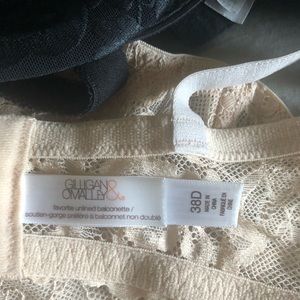 GILLIGAN &
O'MALLEY
favorite unlined balconette /
soutien-gorge préféré à balconnet non doublé
38D
MADE IN
CHINA
FABRIQUÉ EN
CHINE